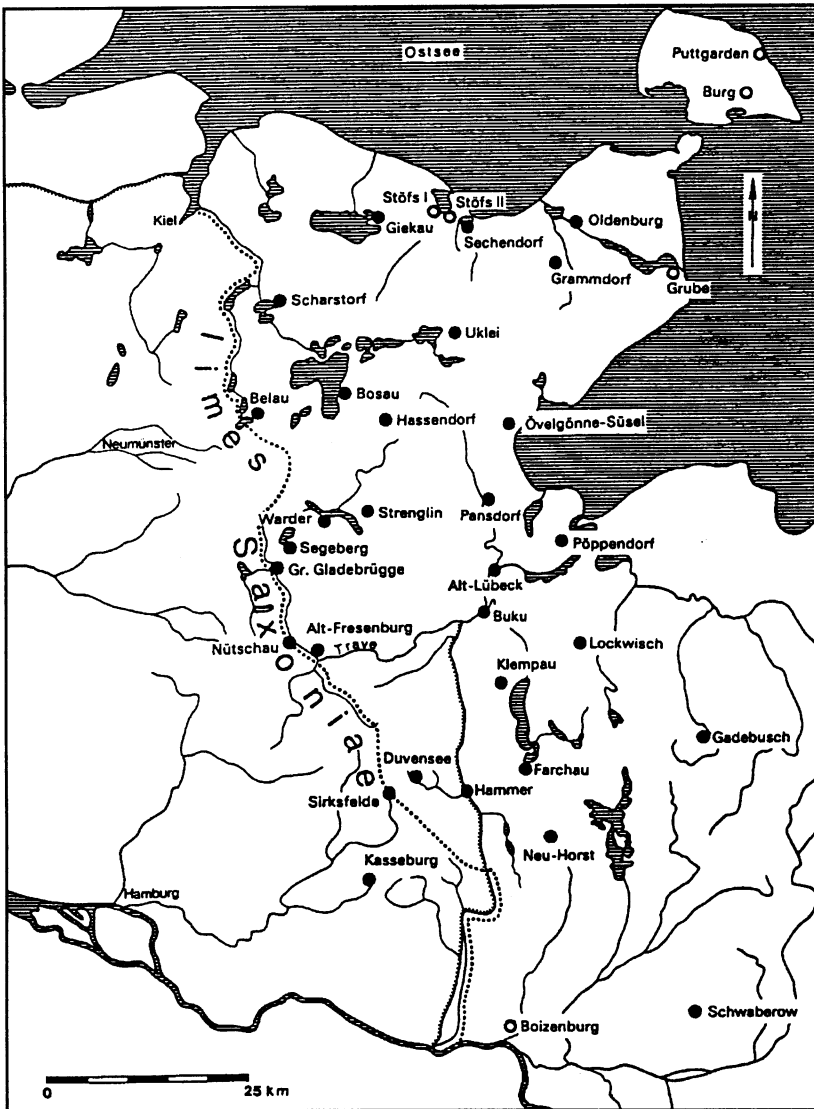 Ostsee
Puttgarden
Burg
Stöfs I
Stöfs II
Kiel
Giekau
Sechendorf
Oldenburg
N
Grammdorf
Grube
Scharstorf
Uklei
limes
Belau
Bosau
Hassendorf
Övelgönne-Süsel
Neumünster
Warder
Strenglin
Pansdorf
Segeberg
Pöppendorf
Gr. Gladebrügge
Saxoniae
Alt-Lübeck
Buku
Alt-Fresenburg
Nütschau
Trave
Lockwisch
Klempau
Gadebusch
Duvensee
Farchau
Sirksfelde
Hammer
Neu-Horst
Kasseburg
Hamburg
Schwaberow
Boizenburg
0 25 km